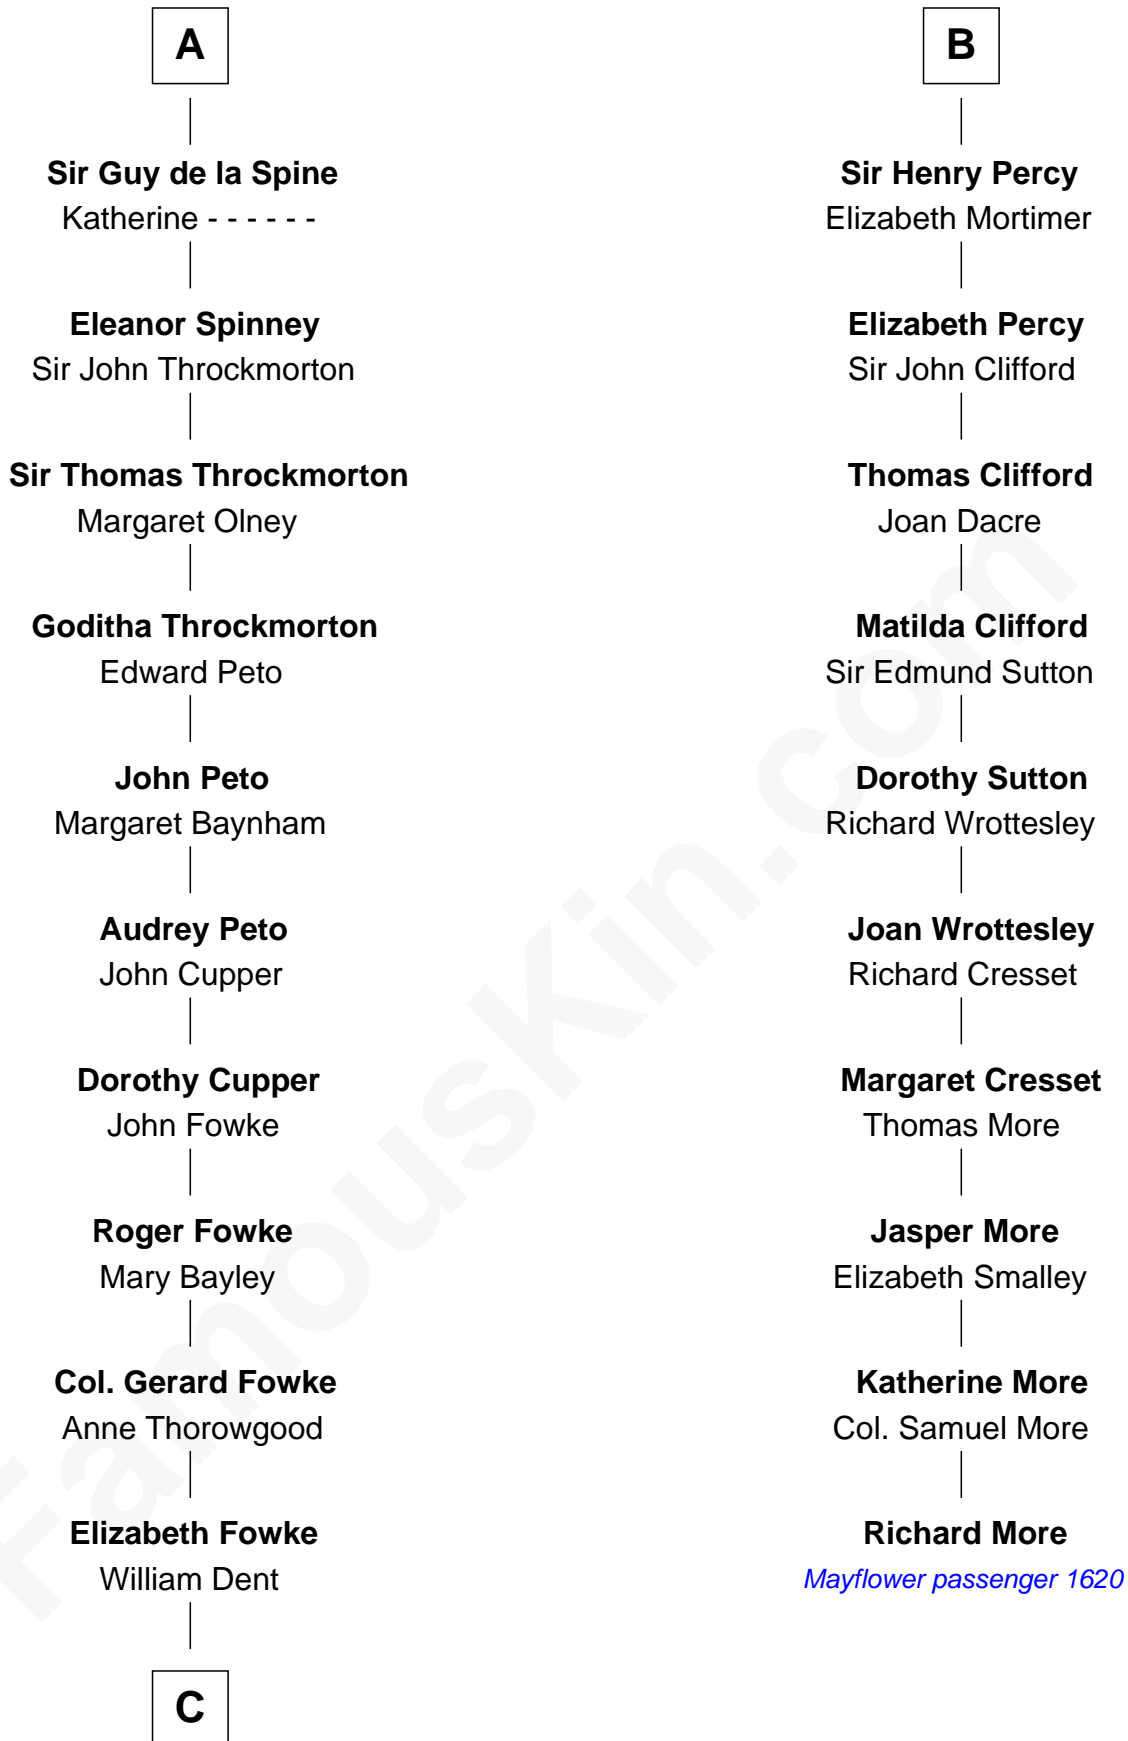 A
Sir Guy de la Spine
Katherine - - - - - -
Eleanor Spinney
Sir John Throckmorton
Sir Thomas Throckmorton
Margaret Olney
Goditha Throckmorton
Edward Peto
John Peto
Margaret Baynham
Audrey Peto
John Cupper
Dorothy Cupper
John Fowke
Roger Fowke
Mary Bayley
Col. Gerard Fowke
Anne Thorowgood
Elizabeth Fowke
William Dent
C
B
Sir Henry Percy
Elizabeth Mortimer
Elizabeth Percy
Sir John Clifford
Thomas Clifford
Joan Dacre
Matilda Clifford
Sir Edmund Sutton
Dorothy Sutton
Richard Wrottesley
Joan Wrottesley
Richard Cresset
Margaret Cresset
Thomas More
Jasper More
Elizabeth Smalley
Katherine More
Col. Samuel More
Richard More
Mayflower passenger 1620
FamousKin.com